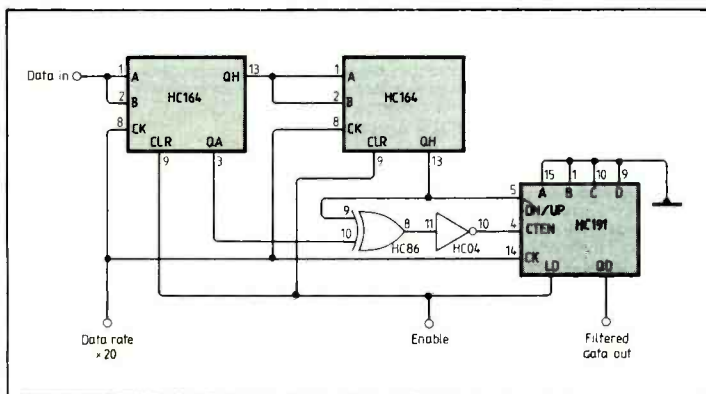 Data in
1
A
QH
13
2
B
HC164
8
CK
CLR
QA
9
3
1
A
2
B
HC164
8
CK
CLR
QH
9
13
15
1
10
9
A
B
C
D
5
DN/UP
9
10
8
HC86
11
10
HC04
4
CTEN
HC191
14
CK
LD
QD
Data rate
×20
Enable
Filtered
data out